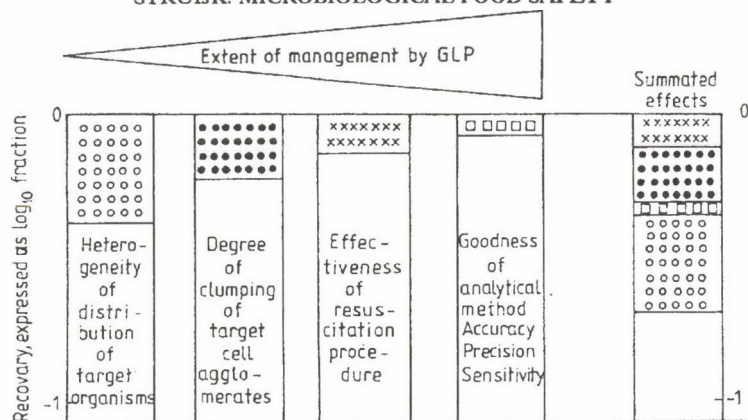 STRUIJK: MICROBIOLOGICAL FOOD SAFETY
Extent of management by GLP
Summated
effects
0
0
Recovary, expressed as log10 fraction
Hetero-
geneity
of
distri-
bution
of
target
organisms
Degree
of
clumping
of
target
cell
agglo-
merates
Effec-
tiveness
of
resus-
citation
proce-
dure
Goodness
of
analytical
method
Accuracy
Precision
Sensitivity
-1
-1